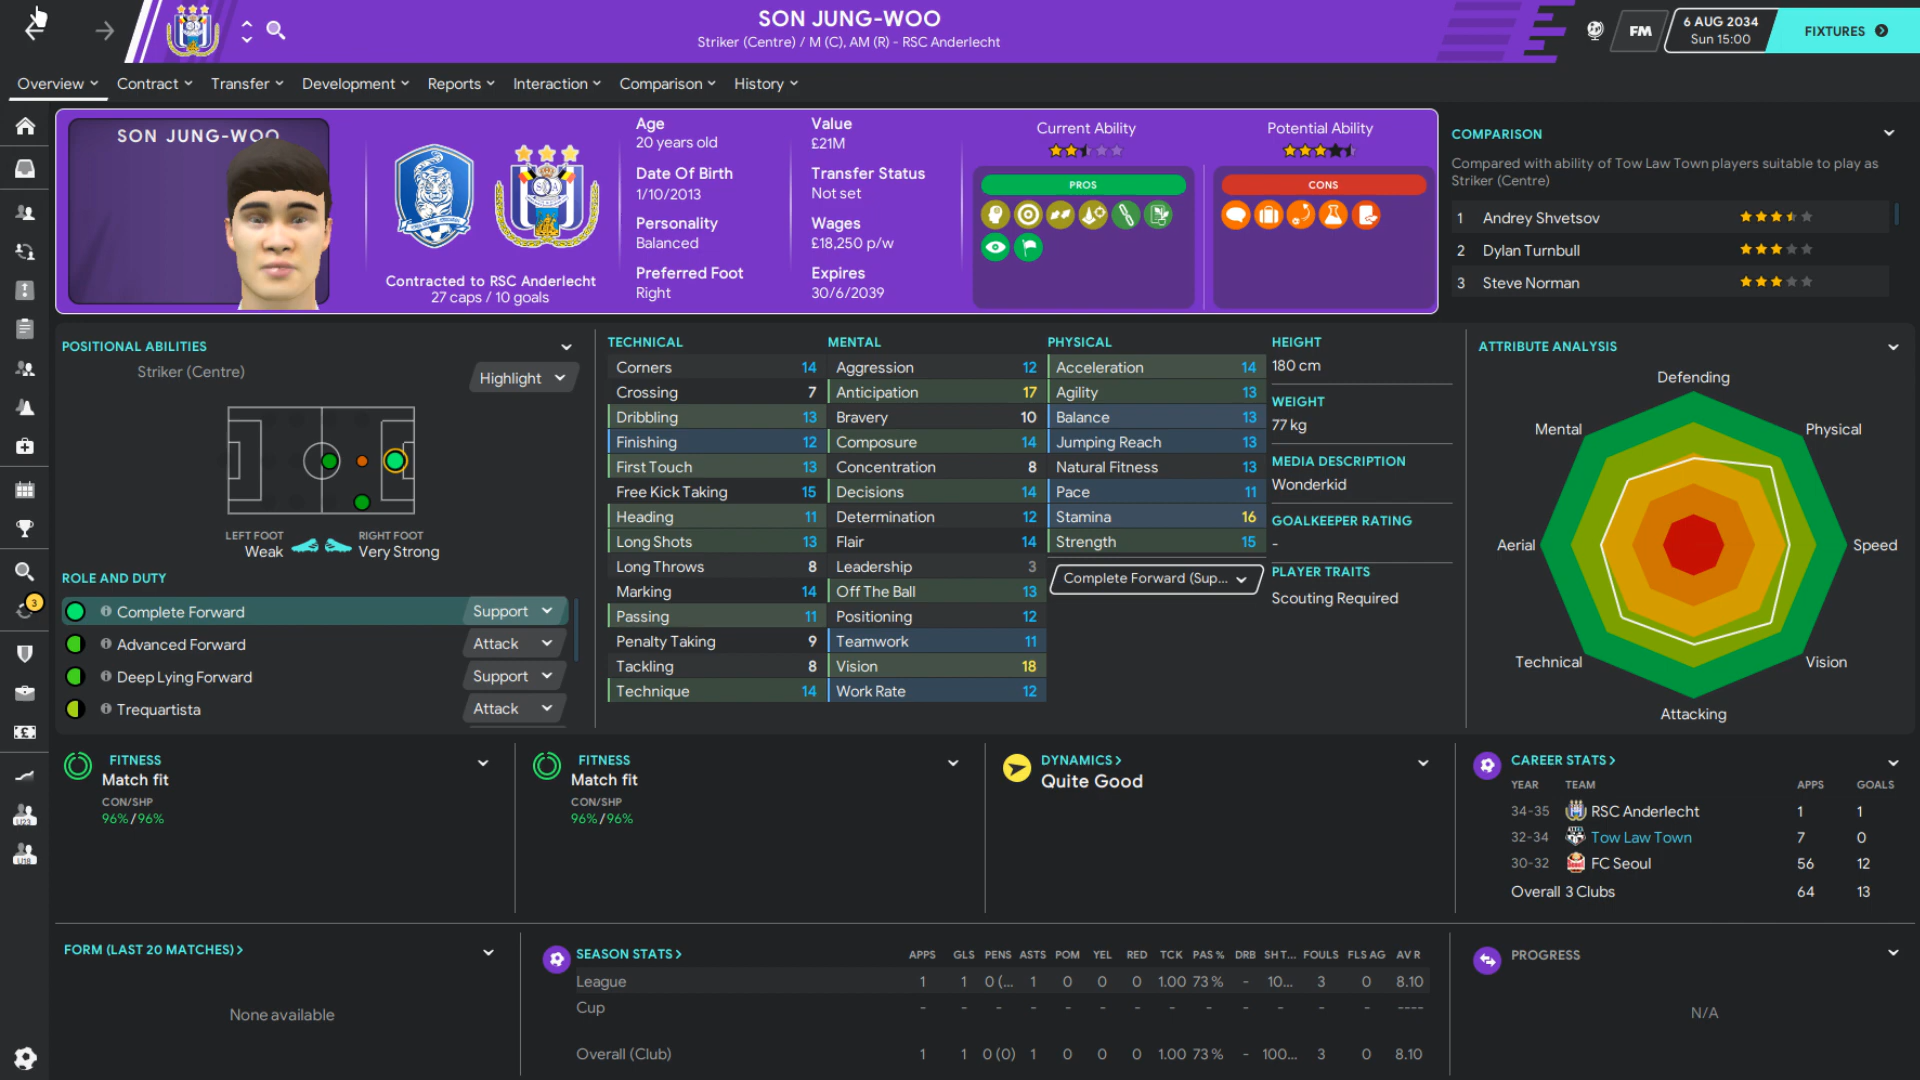 SON JUNG-WOO
Striker (Centre) / M (C), AM (R) - RSC Anderlecht
FM
6 AUG 2034
Sun 15:00
FIXTURES
Overview
Contract
Transfer
Development
Reports
Interaction
Comparison
History
SON JUNG-WOO
Contracted to RSC Anderlecht
27 caps / 10 goals
Age
20 years old
Date Of Birth
1/10/2013
Personality
Balanced
Preferred Foot
Right
Value
£21M
Transfer Status
Not set
Wages
£18,250 p/w
Expires
30/6/2039
Current Ability
PROS
Potential Ability
CONS
COMPARISON
Compared with ability of Tow Law Town players suitable to play as
Striker (Centre)
1 Andrey Shvetsov
2 Dylan Turnbull
3 Steve Norman
POSITIONAL ABILITIES
Striker (Centre)
Highlight
LEFT FOOT
Weak
RIGHT FOOT
Very Strong
ROLE AND DUTY
Complete Forward Support
Advanced Forward Attack
Deep Lying Forward Support
Trequartista Attack
TECHNICAL
Corners 14
Crossing 7
Dribbling 13
Finishing 12
First Touch 13
Free Kick Taking 15
Heading 11
Long Shots 13
Long Throws 8
Marking 14
Passing 11
Penalty Taking 9
Tackling 8
Technique 14
MENTAL
Aggression 12
Anticipation 17
Bravery 10
Composure 14
Concentration 8
Decisions 14
Determination 12
Flair 14
Leadership 3
Off The Ball 13
Positioning 12
Teamwork 11
Vision 18
Work Rate 12
PHYSICAL
Acceleration 14
Agility 13
Balance 13
Jumping Reach 13
Natural Fitness 13
Pace 11
Stamina 16
Strength 15
Complete Forward (Sup...
HEIGHT
180 cm
WEIGHT
77 kg
MEDIA DESCRIPTION
Wonderkid
GOALKEEPER RATING
-
PLAYER TRAITS
Scouting Required
ATTRIBUTE ANALYSIS
Defending
Mental
Physical
Aerial
Speed
Technical
Vision
Attacking
3
U23
U18
FITNESS
Match fit
CON/SHP
96%/96%
FITNESS
Match fit
CON/SHP
96%/96%
DYNAMICS
Quite Good
CAREER STATS
YEAR TEAM APPS GOALS
34-35 RSC Anderlecht 1 1
32-34 Tow Law Town 7 0
30-32 FC Seoul 56 12
Overall 3 Clubs 64 13
FORM (LAST 20 MATCHES)
None available
SEASON STATS APPS GLS PENS ASTS POM YEL RED TCK PAS % DRB SH T... FOULS FLS AG AV R
League 1 1 0 (... 1 0 0 0 1.00 73 % - 10... 3 0 8.10
Cup - - - - - - - - - - - - - ----
Overall (Club) 1 1 0 (0) 1 0 0 0 1.00 73 % - 100... 3 0 8.10
PROGRESS
N/A